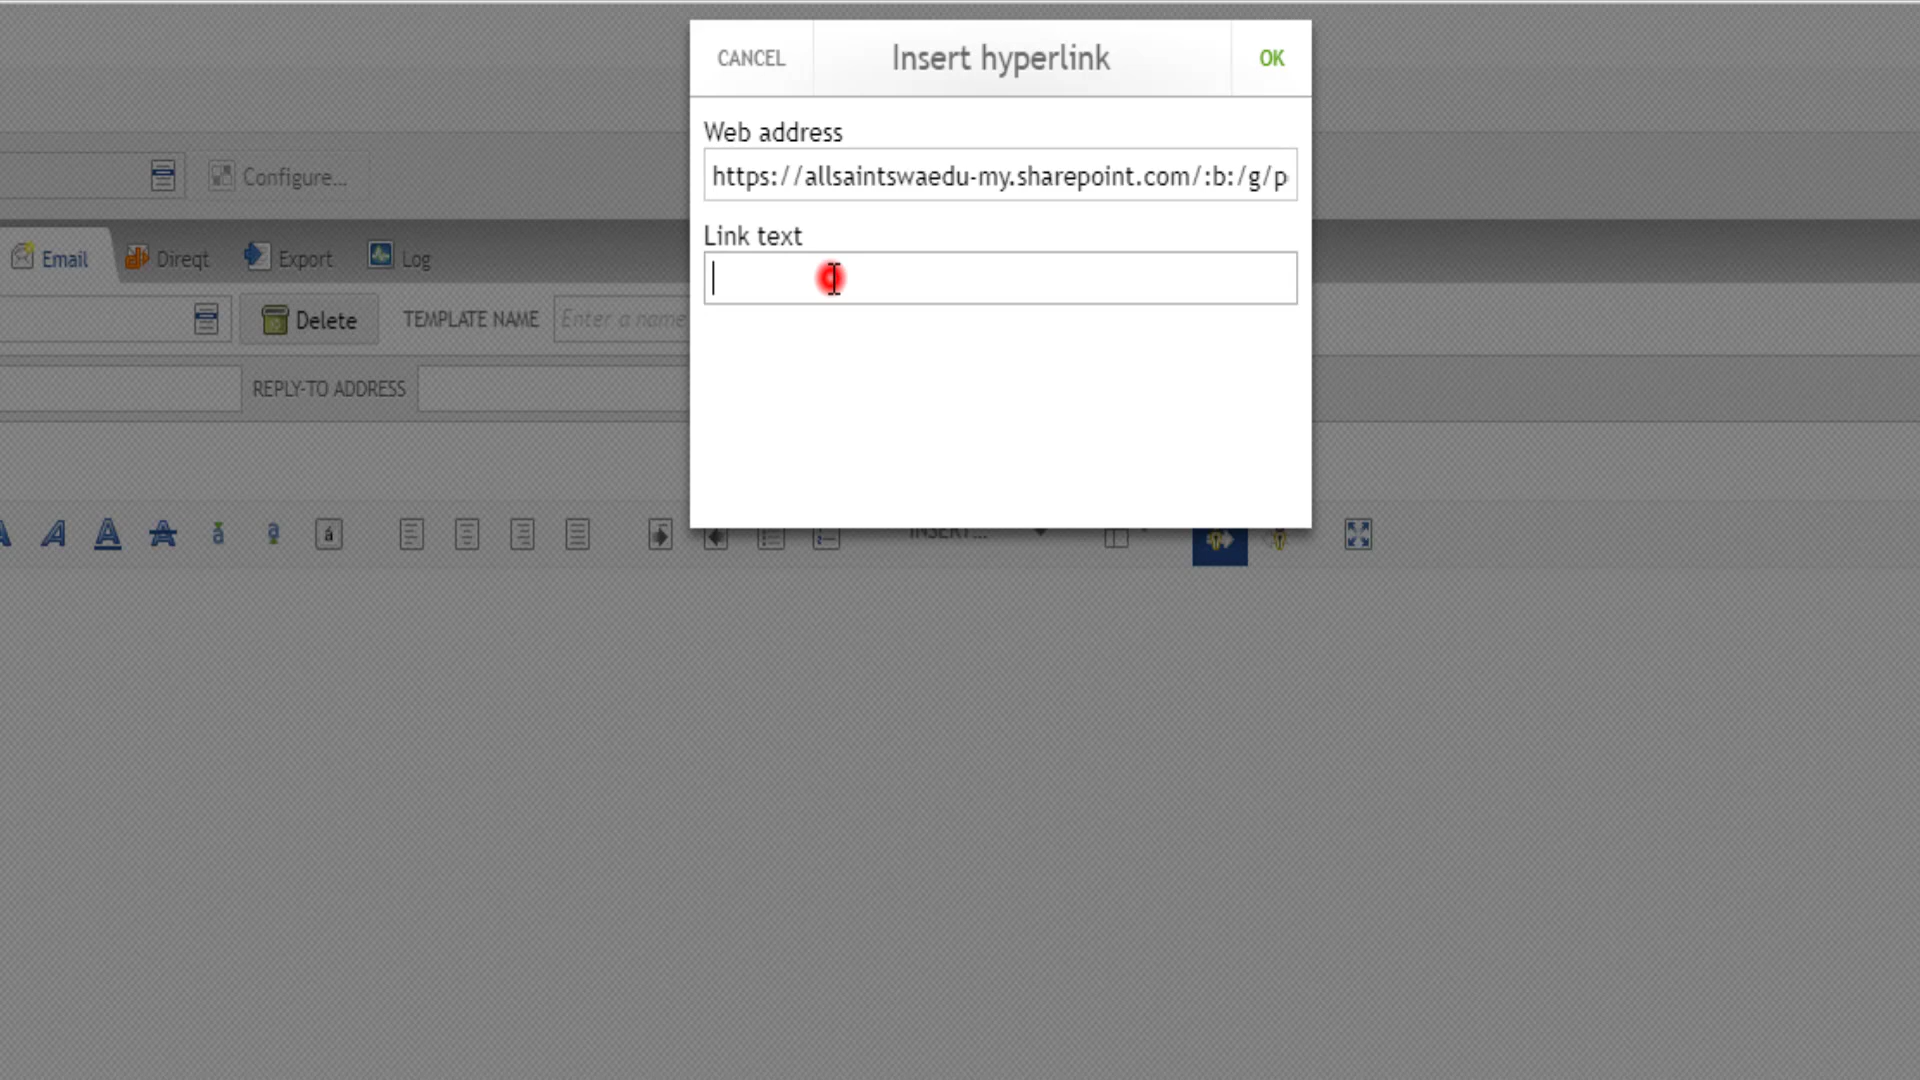 CANCEL
Insert hyperlink
OK
Web address
https://allsaintswaedu-my.sharepoint.com/:b:/g/p
Configure...
Link text
Email
Direqt
Export
Log
Delete
TEMPLATE NAME
Enter a name
REPLY-TO ADDRESS
INSERT...